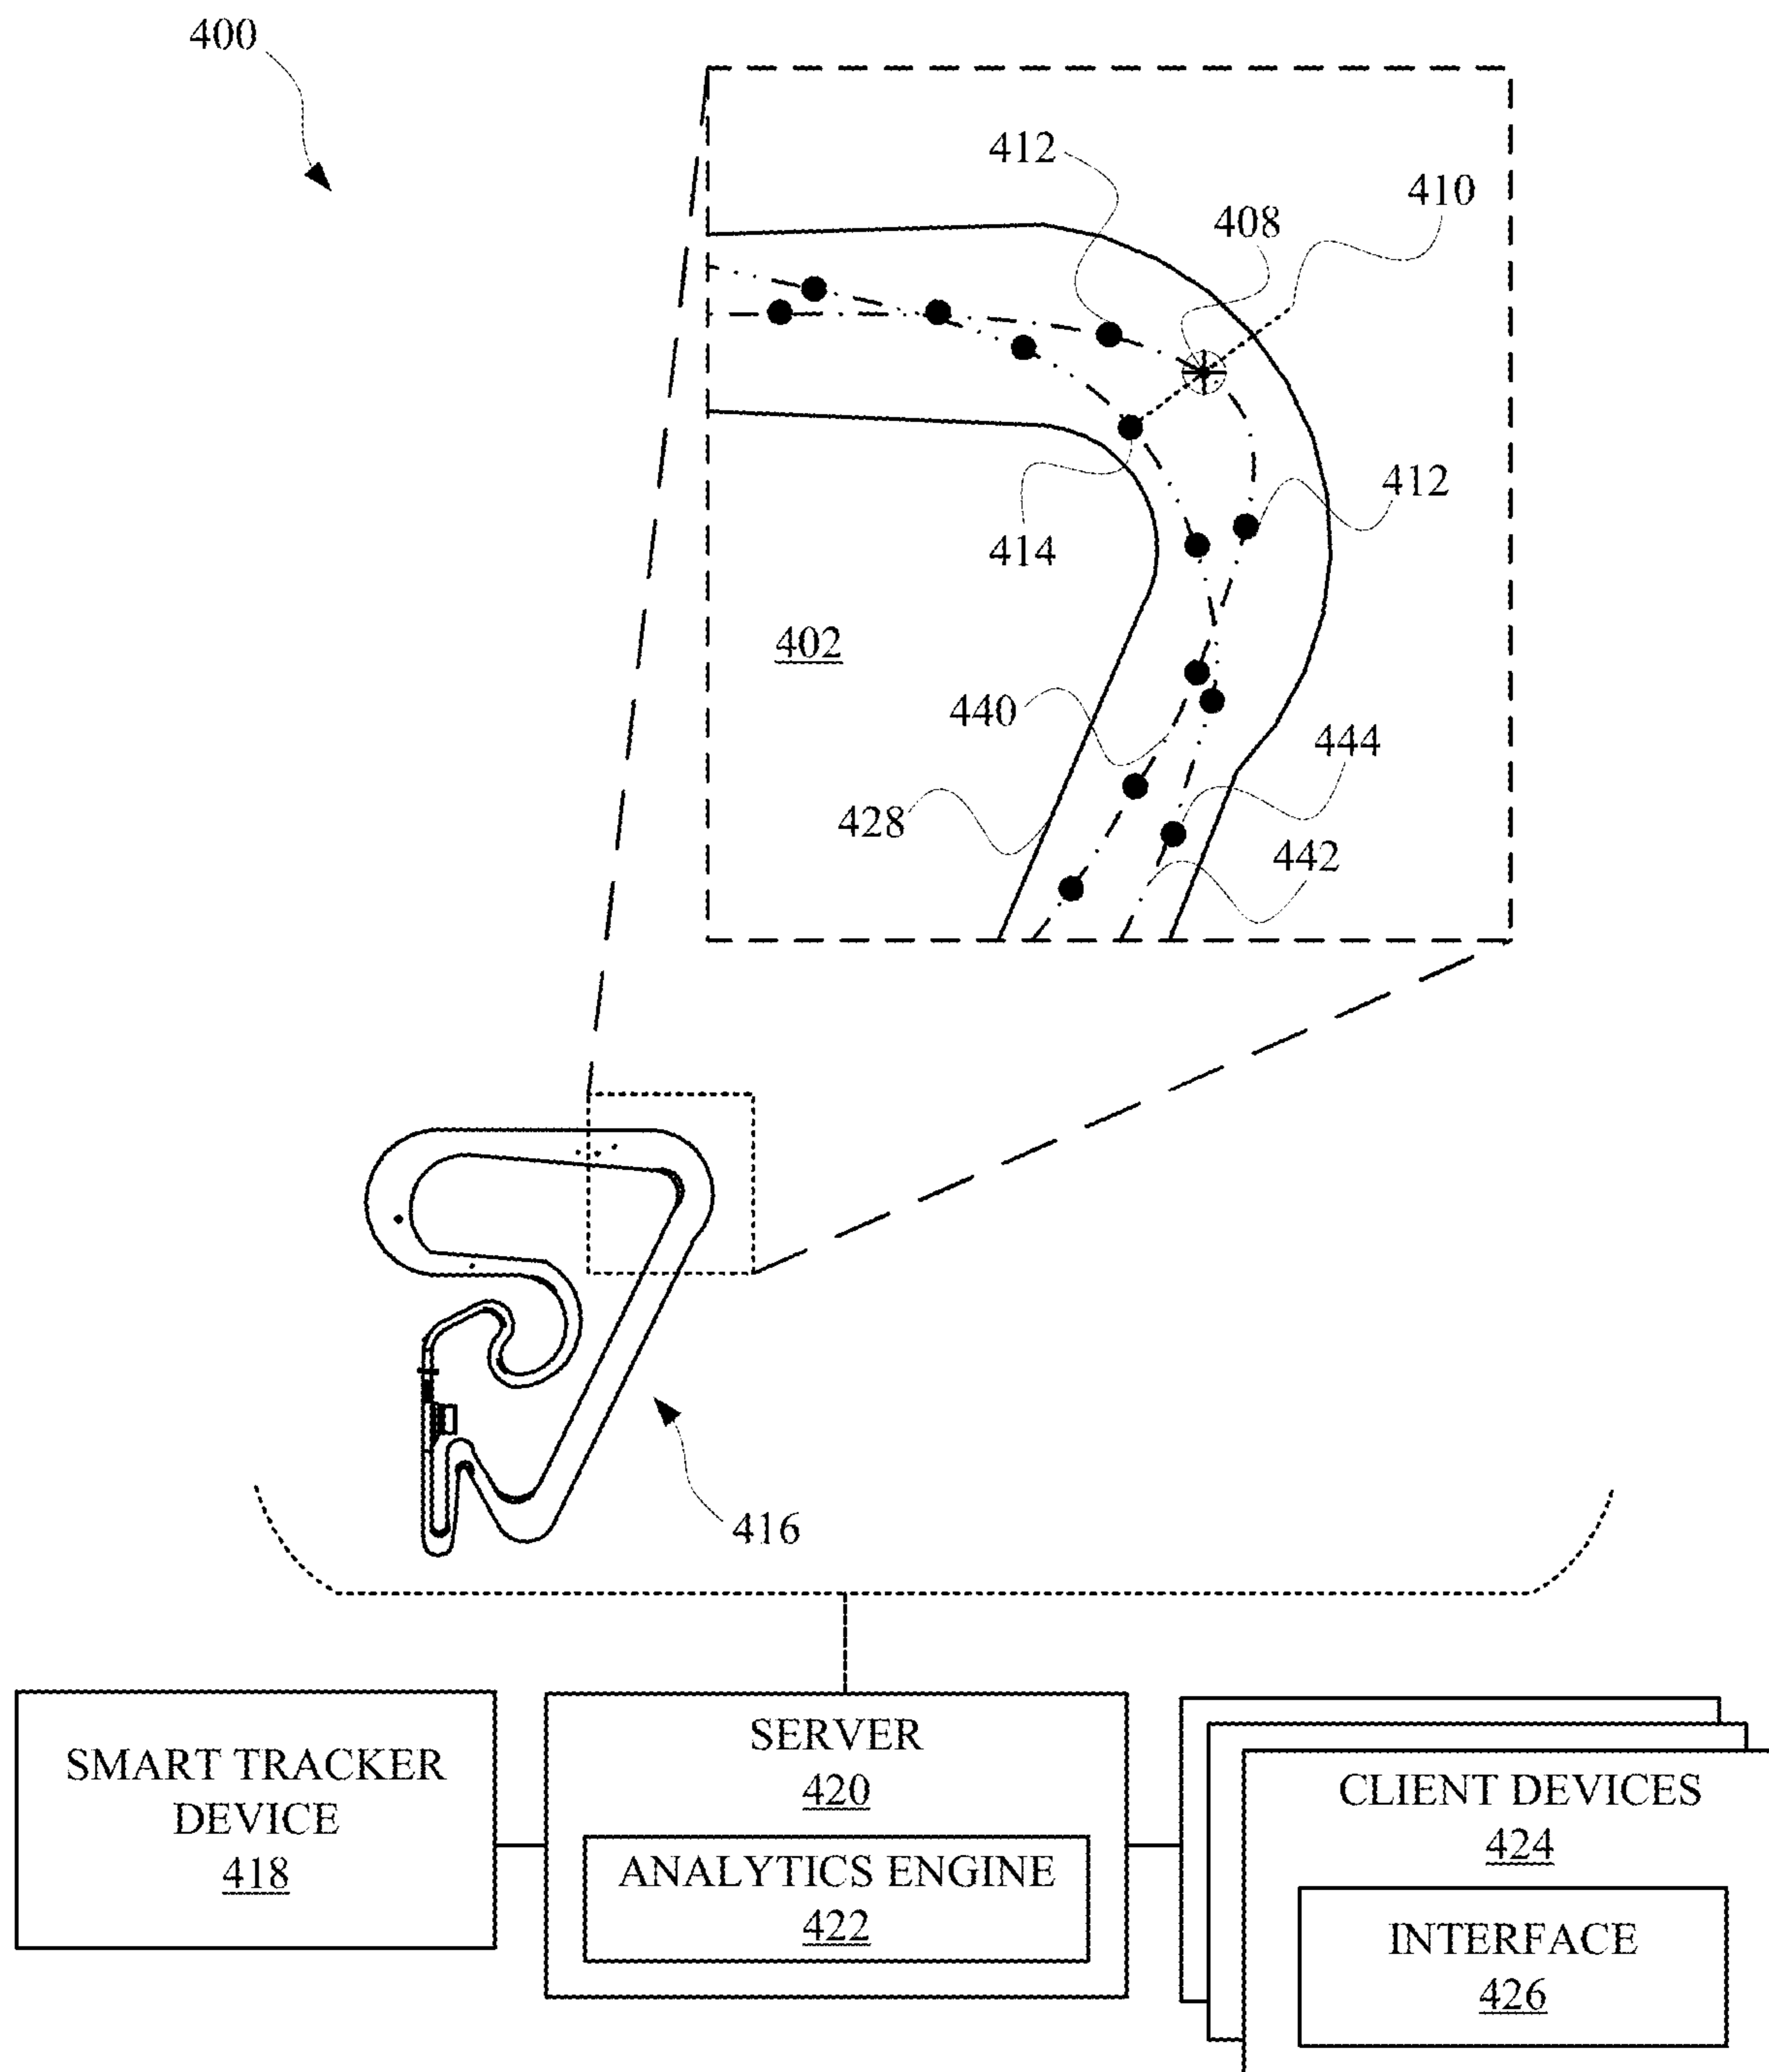 400
412
410
408
412
414
402
440
444
428
442
416
SMART TRACKER
DEVICE
418
SERVER
420
ANALYTICS ENGINE
422
CLIENT DEVICES
424
INTERFACE
426